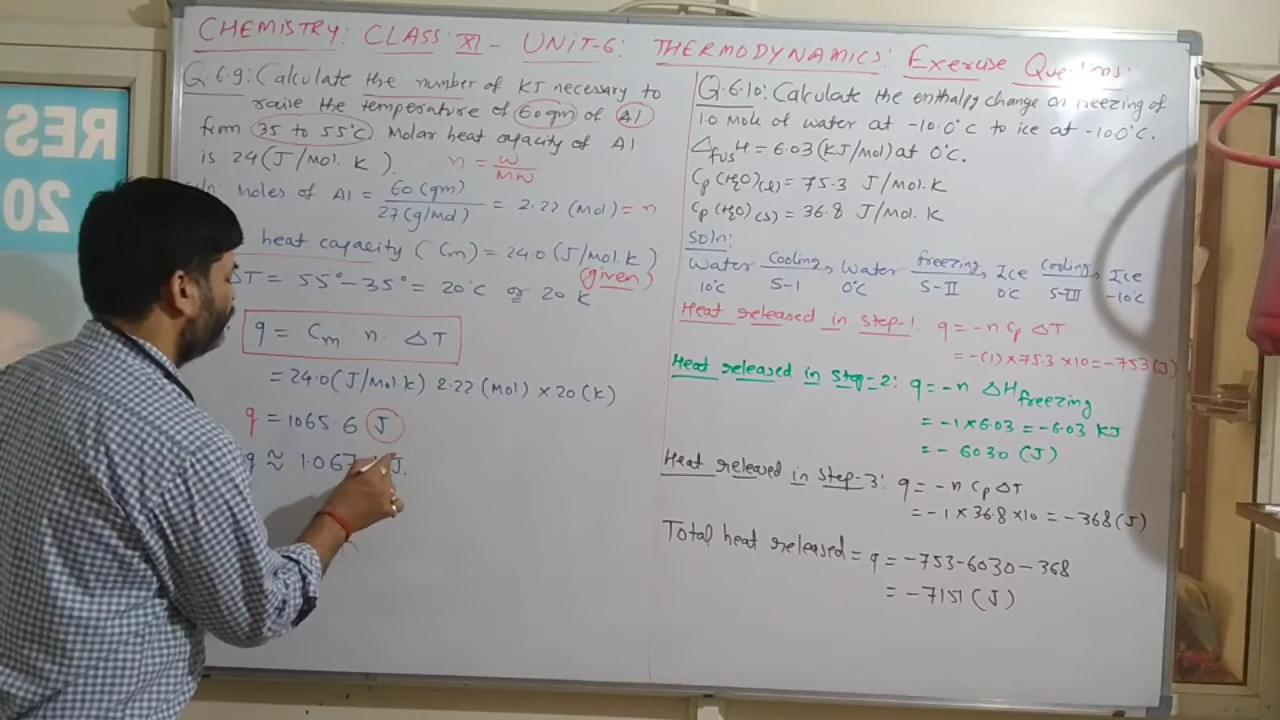 CHEMISTRY: CLASS XI - UNIT-6: THERMODYNAMICS: Exercise Questions:
Q.6.9: Calculate the number of KJ necessary to
raise the temperature of 60gm of Al
from 35 to 55°C Molar heat capacity of Al
is 24(J/mol. K). n = W/MW
Moles of Al = 60(gm)/27(g/mol) = 2.22 (mol) = n
heat capacity (Cm) = 24.0 (J/mol.K)
(given)
ΔT = 55° - 35° = 20°C or 20 K
q = Cm · n · ΔT
= 24.0 (J/mol K) 2.22 (mol) × 20 (K)
q = 1065.6 J
q ≈ 1.067 J.
Q.6.10: Calculate the enthalpy change on freezing of
1.0 mole of water at -10.0°C to ice at -10.0°C.
ΔfusH = 6.03 (KJ/mol) at 0°C.
Cp (H2O)(l) = 75.3 J/mol.K
Cp (H2O)(s) = 36.8 J/mol.K
Soln:
Water Cooling, Water freezing, Ice Cooling, Ice
10°C S-I 0°C S-II 0°C S-III -10°C
Heat released in Step-1: q = -n Cp ΔT
= -(1) × 75.3 × 10 = -753 (J)
Heat released in Step-2: q = -n ΔH freezing
= -1 × 6.03 = -6.03 KJ
= - 6030 (J)
Heat released in Step-3: q = -n Cp ΔT
= -1 × 36.8 × 10 = -368 (J)
Total heat released = q = -753-6030-368
= -7151 (J)
RES
20